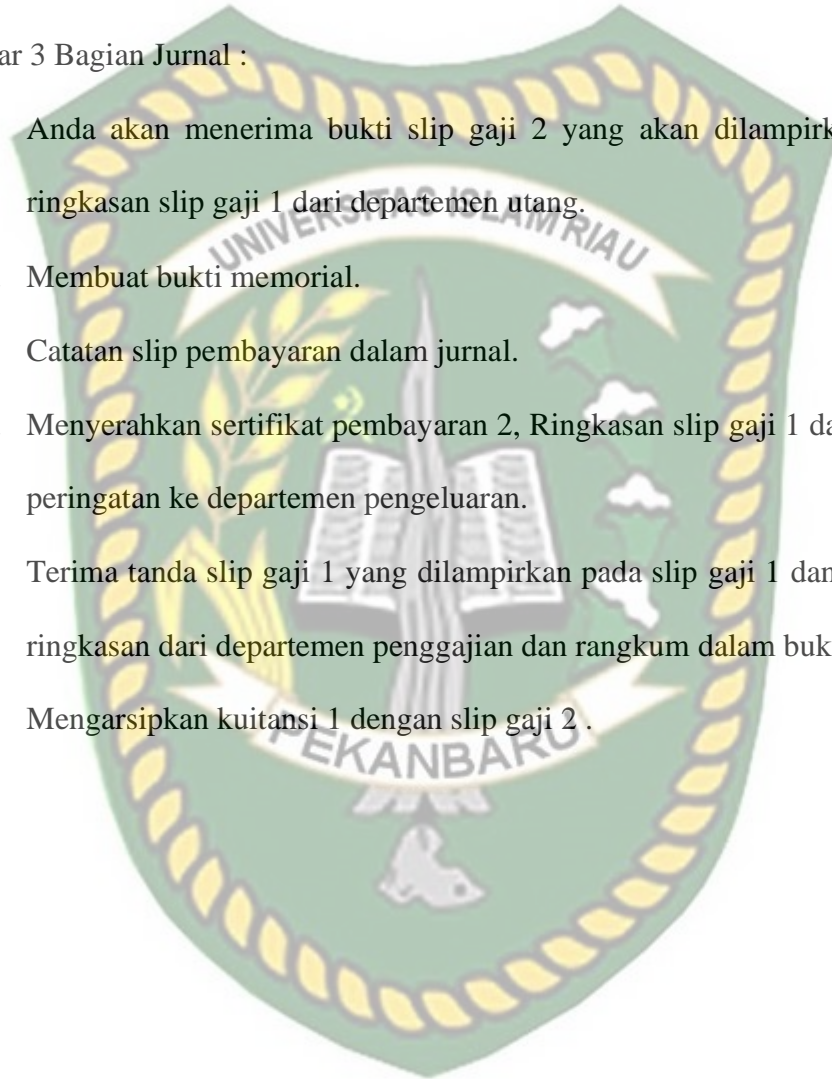 ar 3 Bagian Jurnal :
Anda akan menerima bukti slip gaji 2 yang akan dilampirk
ringkasan slip gaji 1 dari departemen utang.
UNIVERSITAS ISLAM RIAU
Membuat bukti memorial.
Catatan slip pembayaran dalam jurnal.
Menyerahkan sertifikat pembayaran 2, Ringkasan slip gaji 1 da
peringatan ke departemen pengeluaran.
Terima tanda slip gaji 1 yang dilampirkan pada slip gaji 1 dan
ringkasan dari departemen penggajian dan rangkum dalam buk
Mengarsipkan kuitansi 1 dengan slip gaji 2 .
PEKANBARU